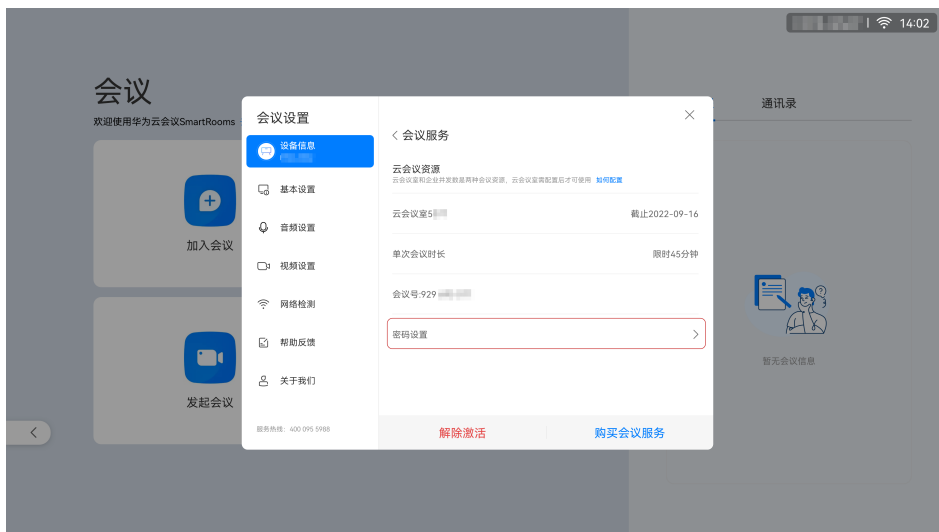 14:02
会议
欢迎使用华为云会议SmartRooms
加入会议
发起会议
会议设置
设备信息
基本设置
音频设置
视频设置
网络检测
帮助反馈
关于我们
服务热线：400 095 5988
会议服务
云会议资源
云会议室和企业并发数是两种会议资源，云会议室需配置后才可使用 如何配置
云会议室5 截止2022-09-16
单次会议时长 限时45分钟
会议号:929
密码设置
解除激活 购买会议服务
通讯录
暂无会议信息